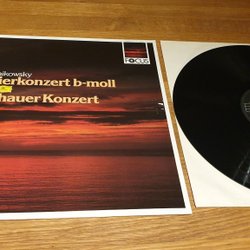 ikowsky
ierkonzert b-moll
hauer Konzert
FOCUS